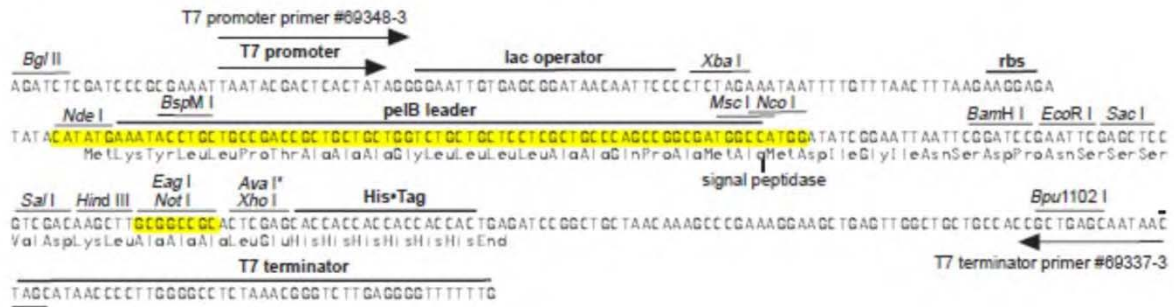 T7 promoter primer #69348-3
Bgl II T7 promoter lac operator Xba I rbs
AGATCTCGATCCCGCGAAATTAATACGACTCACTATAGGGGAATTGTGAGCGGATAACAATTCCCCTCTAGAAATAATTTTGTTTAACTTTAAGAAGGAGA
Nde I BspM I pelB leader Msc I Nco I BamH I EcoR I Sac I
TATACATATGAAATACCTGCTGCCGACCGCTGCTGCTGGTCTGCTGCTCCTCGCTGCCCAGCCGGCGATGGCCATGGATATCGGAATTAATTCGGATCCGAATTCGAGCTCC
MetLysTyrLeuLeuProThrAlaAlaAlaGlyLeuLeuLeuLeuAlaAlaGlnProAlaMetAlaMetAspIleGlyIleAsnSerAspProAsnSerSerSer
signal peptidase
Sal I Hind III Eag I Not I Ava I* Xho I His•Tag Bpu1102 I
GTCGACAAGCTTGCGGCCGCACTCGAGCACCACCACCACCACCACTGAGATCCGGCTGCTAACAAAGCCCGAAAGGAAGCTGAGTTGGCTGCTGCCACCGCTGAGCAATAAC
ValAspLysLeuAlaAlaAlaLeuGluHisHisHisHisHisHisEnd
T7 terminator T7 terminator primer #69337-3
TAGCATAACCCCTTGGGGCCTCTAAACGGGTCTTGAGGGGTTTTTTG